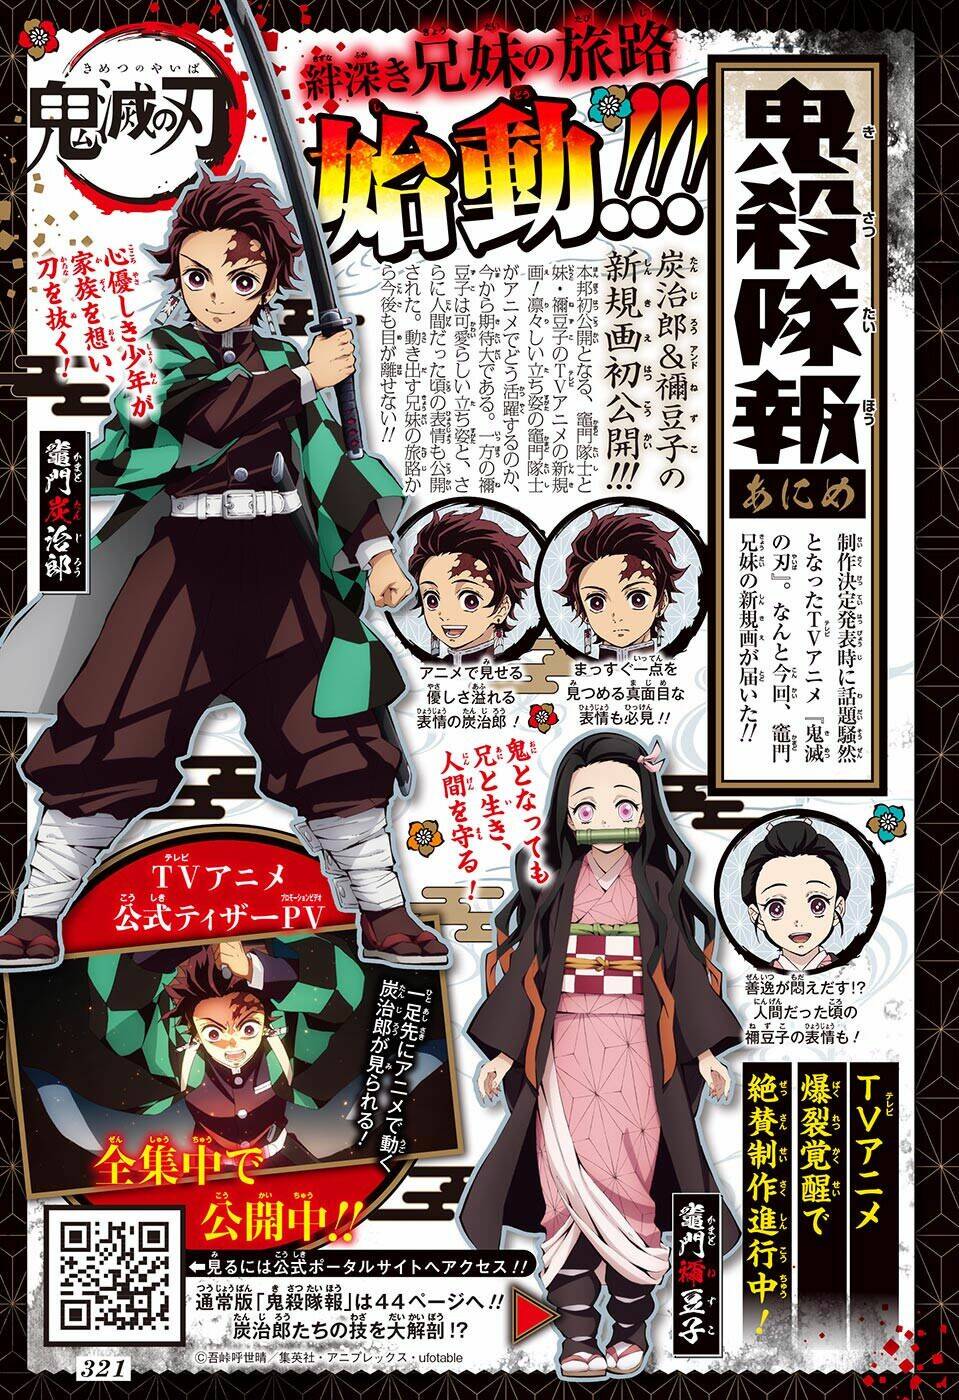 きめつのやいば
鬼滅の刃
絆深き兄妹の旅路
始動!!!
鬼殺隊報
あにめ
制作決定発表時に話題騒然
となったTVアニメ『鬼滅
の刃』。なんと今回、竈門
兄妹の新規画が届いた!!
炭治郎&禰豆子の
新規画初公開!!!
本邦初公開となる、竈門隊士と
妹・禰豆子のTVアニメの新規
画!凛々しい立ち姿の竈門隊士
がアニメでどう活躍するのか、
今から期待大である。一方の禰
豆子は可愛らしい立ち姿と、さ
らに人間だった頃の表情も公開
された。動き出す兄妹の旅路か
ら今後も目が離せない!!
心優しき少年が
家族を想い、
刀を抜く!
竈門炭治郎
アニメで見せる
優しさ溢れる
表情の炭治郎!
まっすぐ一点を
見つめる真面目な
表情も必見!!
鬼となっても
兄と生き、
人間を守る!
竈門禰豆子
善逸が悶えだす!?
人間だった頃の
禰豆子の表情も!
TVアニメ
公式ティザーPV
一足先にアニメで動く
炭治郎が見られる!
全集中で
公開中!!
TVアニメ
爆裂覚醒で
絶賛制作進行中!
←見るには公式ポータルサイトへアクセス!!
通常版「鬼殺隊報」は44ページへ!!
炭治郎たちの技を大解剖!?
©吾峠呼世晴/集英社・アニプレックス・ufotable
321